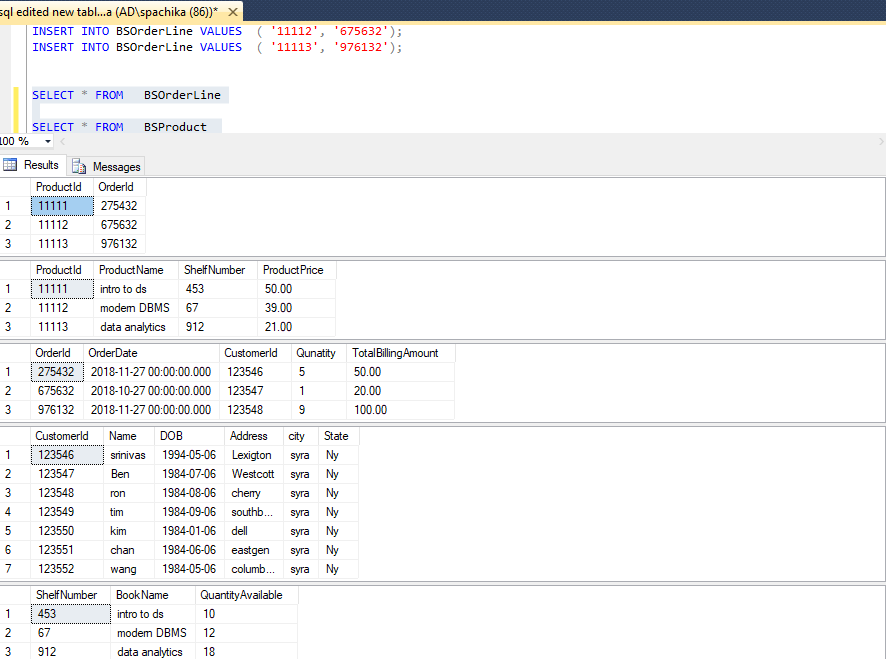 sql edited new tabl...a (AD\spachika (86))* ✕
INSERT INTO BSOrderLine VALUES ( '11112', '675632');
INSERT INTO BSOrderLine VALUES ( '11113', '976132');
SELECT * FROM BSOrderLine
SELECT * FROM BSProduct
100 %
Results Messages
ProductId OrderId
1 11111 275432
2 11112 675632
3 11113 976132
ProductId ProductName ShelfNumber ProductPrice
1 11111 intro to ds 453 50.00
2 11112 modern DBMS 67 39.00
3 11113 data analytics 912 21.00
OrderId OrderDate CustomerId Qunatity TotalBillingAmount
1 275432 2018-11-27 00:00:00.000 123546 5 50.00
2 675632 2018-10-27 00:00:00.000 123547 1 20.00
3 976132 2018-11-27 00:00:00.000 123548 9 100.00
CustomerId Name DOB Address city State
1 123546 srinivas 1994-05-06 Lexigton syra Ny
2 123547 Ben 1984-07-06 Westcott syra Ny
3 123548 ron 1984-08-06 cherry syra Ny
4 123549 tim 1984-09-06 southb... syra Ny
5 123550 kim 1984-01-06 dell syra Ny
6 123551 chan 1984-06-06 eastgen syra Ny
7 123552 wang 1984-05-06 columb... syra Ny
ShelfNumber BookName QuantityAvailable
1 453 intro to ds 10
2 67 modern DBMS 12
3 912 data analytics 18